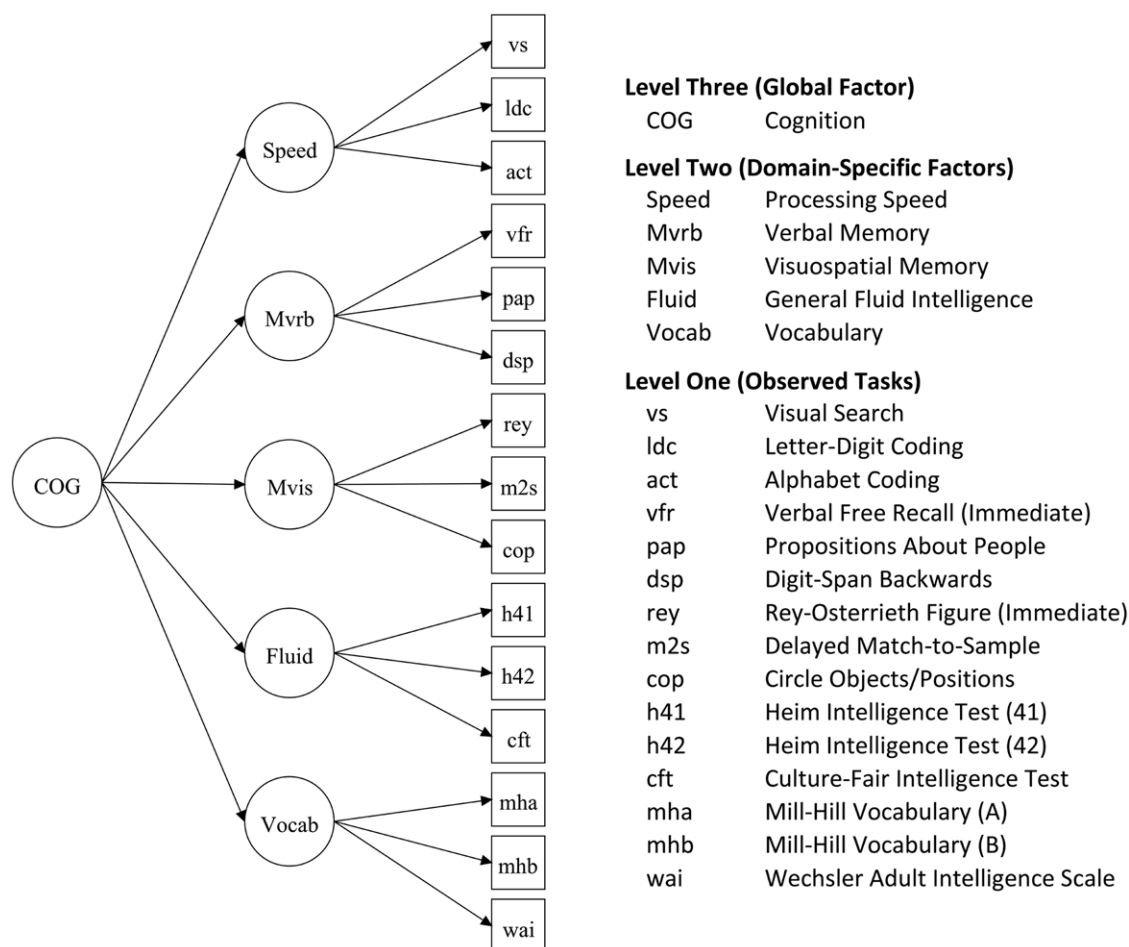 vs
ldc
Speed
act
vfr
Mvrb
pap
dsp
rey
COG
Mvis
m2s
cop
h41
Fluid
h42
cft
mha
Vocab
mhb
wai
Level Three (Global Factor)
COG Cognition
Level Two (Domain-Specific Factors)
Speed Processing Speed
Mvrb Verbal Memory
Mvis Visuospatial Memory
Fluid General Fluid Intelligence
Vocab Vocabulary
Level One (Observed Tasks)
vs Visual Search
ldc Letter-Digit Coding
act Alphabet Coding
vfr Verbal Free Recall (Immediate)
pap Propositions About People
dsp Digit-Span Backwards
rey Rey-Osterrieth Figure (Immediate)
m2s Delayed Match-to-Sample
cop Circle Objects/Positions
h41 Heim Intelligence Test (41)
h42 Heim Intelligence Test (42)
cft Culture-Fair Intelligence Test
mha Mill-Hill Vocabulary (A)
mhb Mill-Hill Vocabulary (B)
wai Wechsler Adult Intelligence Scale